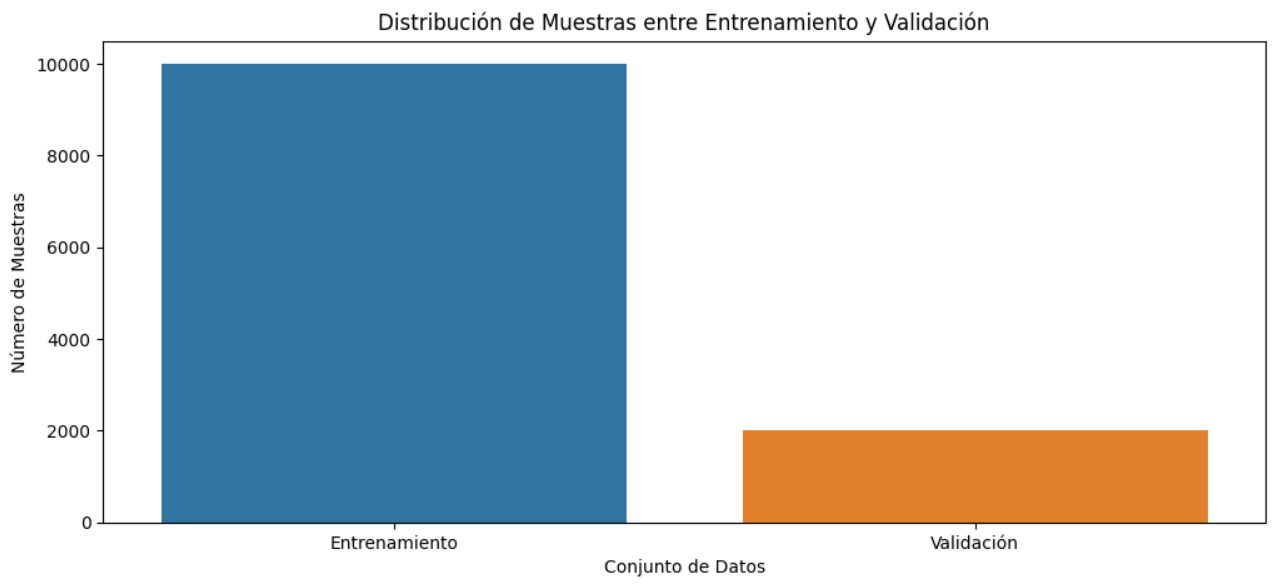 Distribución de Muestras entre Entrenamiento y Validación
10000
8000
6000
4000
2000
0
Número de Muestras
Entrenamiento
Validación
Conjunto de Datos